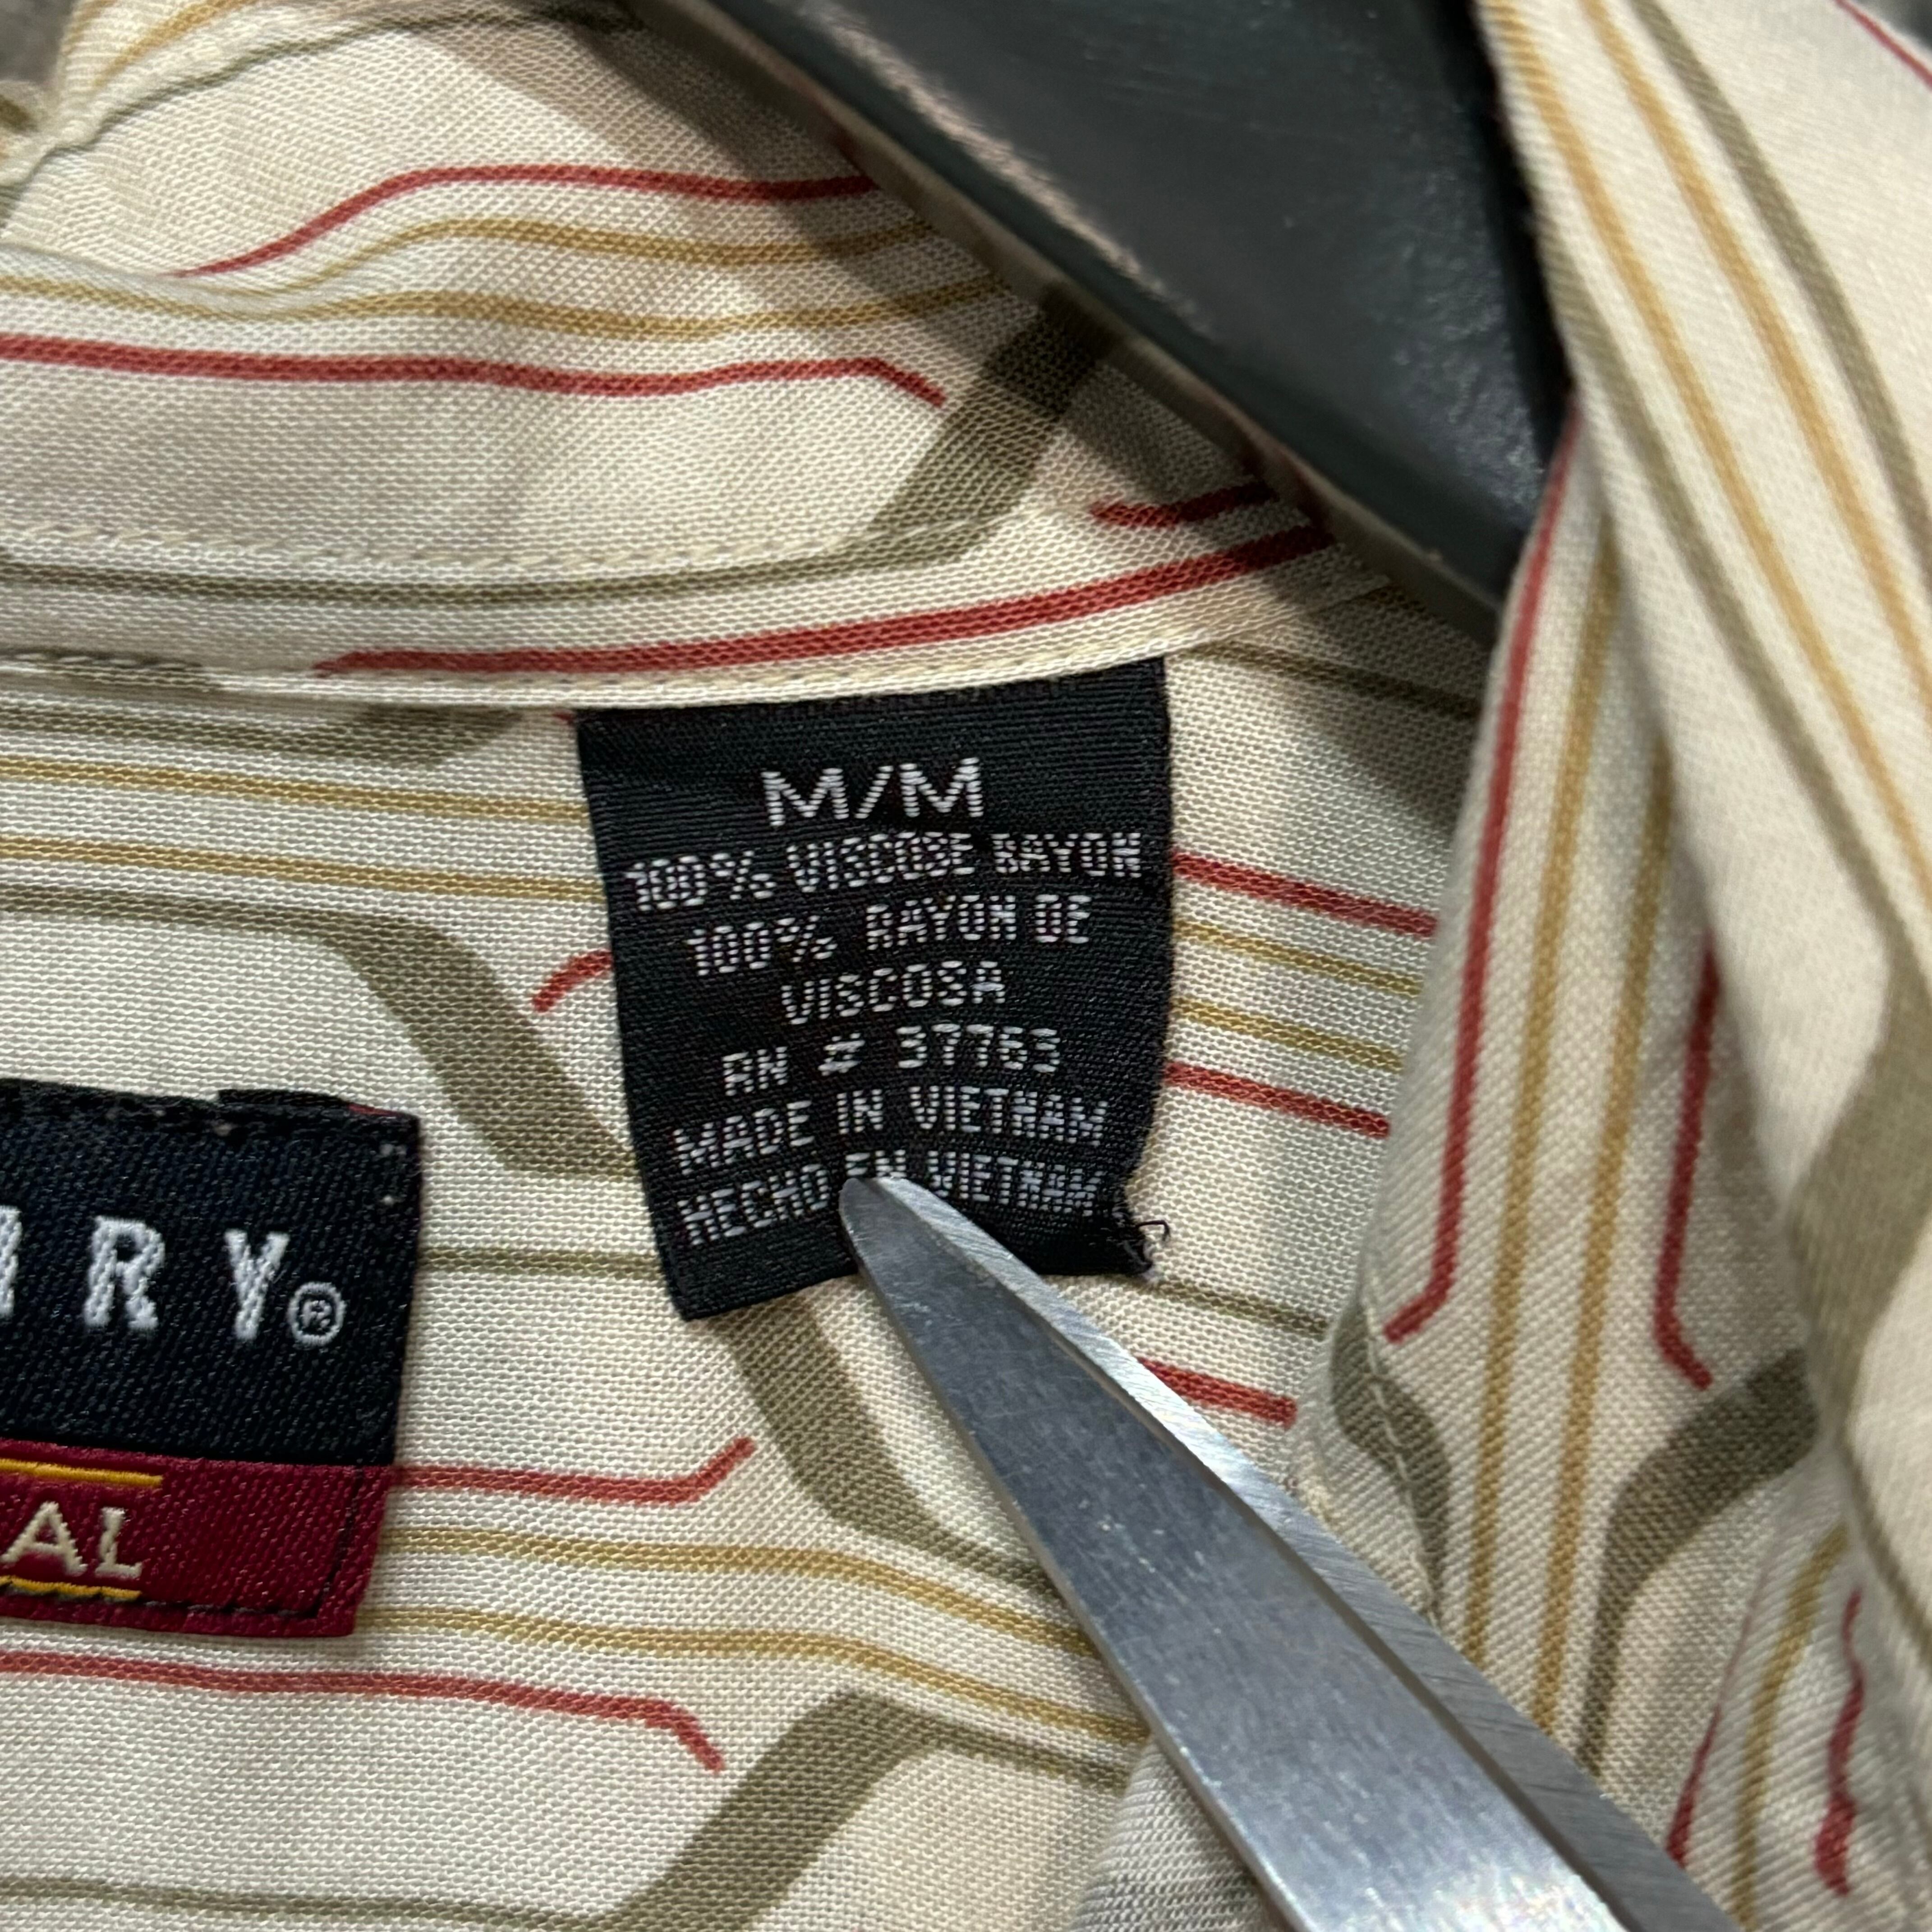 M/M
100% VISCOSE RAYON
100% RAYON DE
VISCOSA
RN # 37763
MADE IN VIETNAM
HECHO EN VIETNAM
RY®
AL